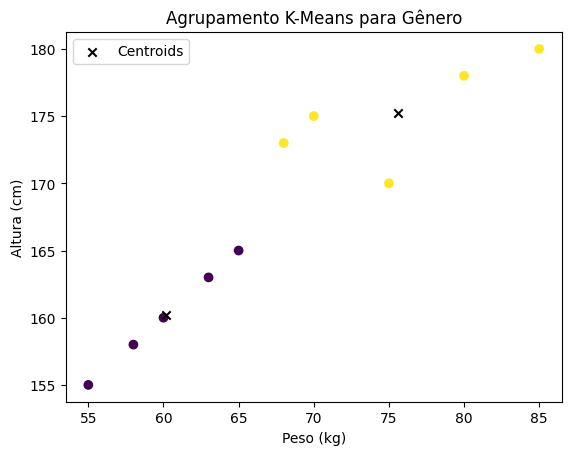 Agrupamento K-Means para Gênero
Centroids
Altura (cm)
180
175
170
165
160
155
55 60 65 70 75 80 85
Peso (kg)